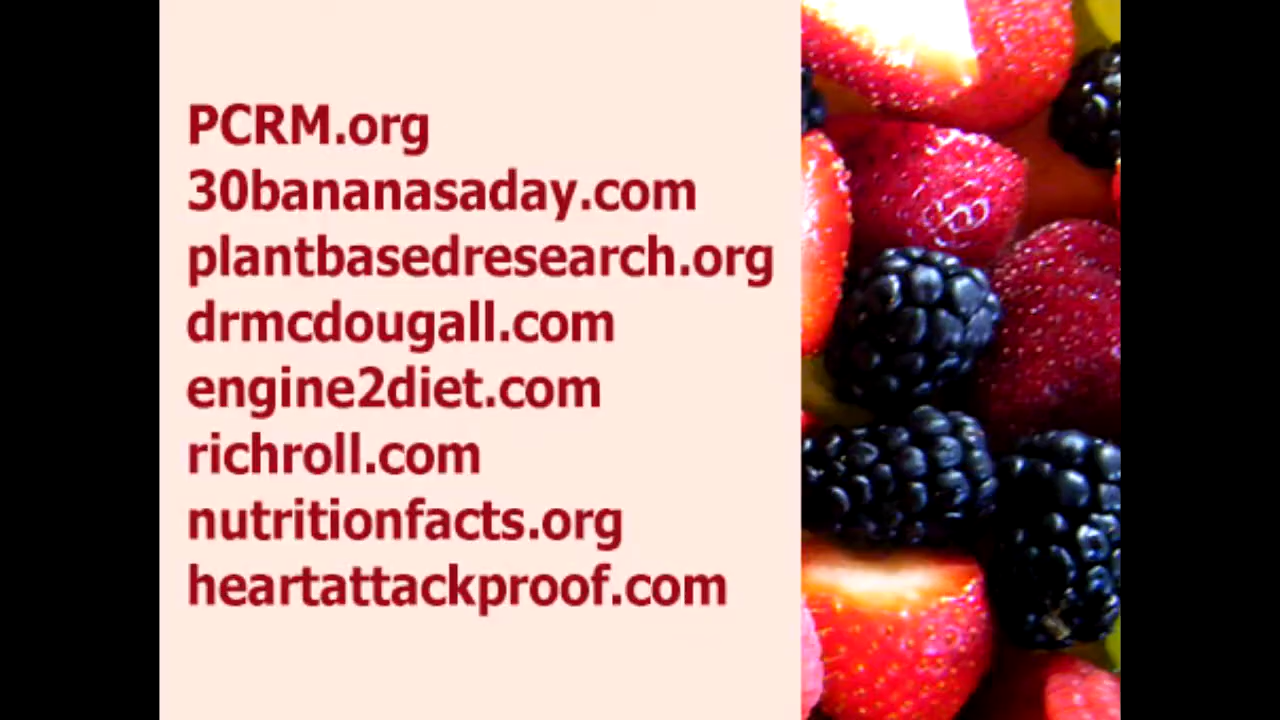 PCRM.org
30bananasaday.com
plantbasedresearch.org
drmcdougall.com
engine2diet.com
richroll.com
nutritionfacts.org
heartattackproof.com